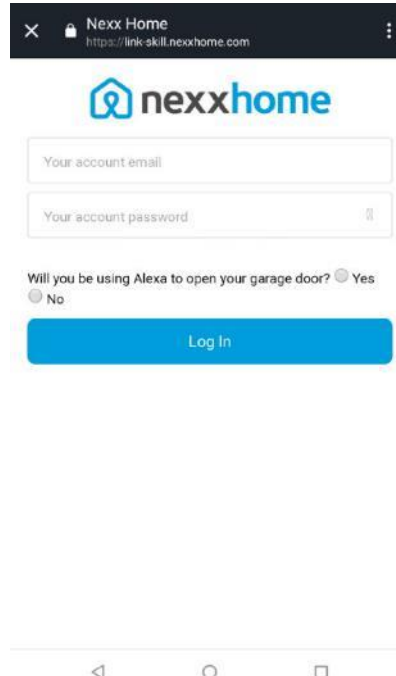 Nexx Home
https://link-skill.nexxhome.com
nexxhome
Your account email
Your account password
Will you be using Alexa to open your garage door? Yes
No
Log In